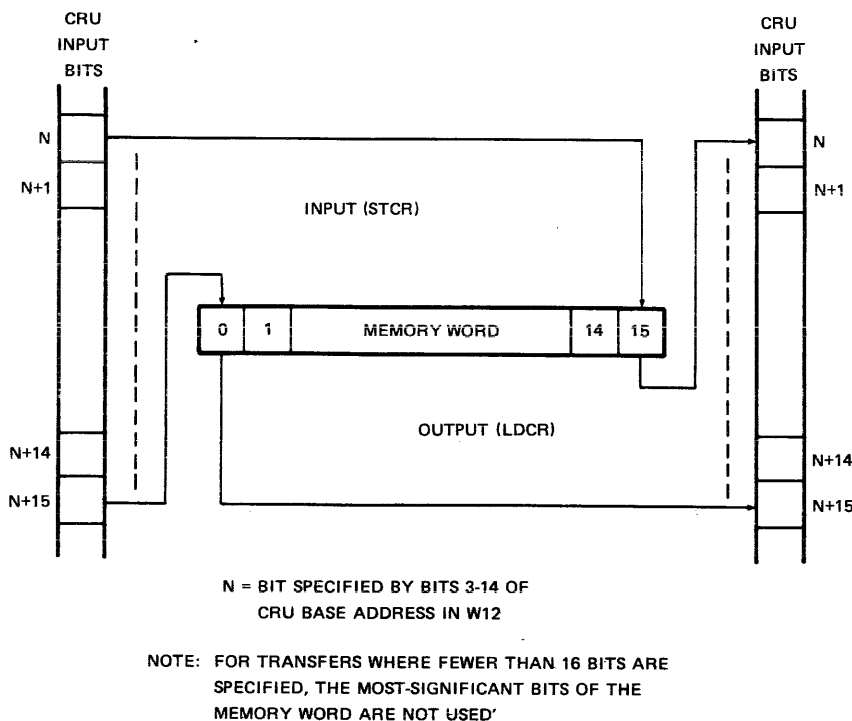 CRU
INPUT
BITS
CRU
INPUT
BITS
N
N
N+1
N+1
INPUT (STCR)
0 1 MEMORY WORD 14 15
OUTPUT (LDCR)
N+14
N+14
N+15
N+15
N = BIT SPECIFIED BY BITS 3-14 OF
CRU BASE ADDRESS IN W12
NOTE: FOR TRANSFERS WHERE FEWER THAN 16 BITS ARE
SPECIFIED, THE MOST-SIGNIFICANT BITS OF THE
MEMORY WORD ARE NOT USED'